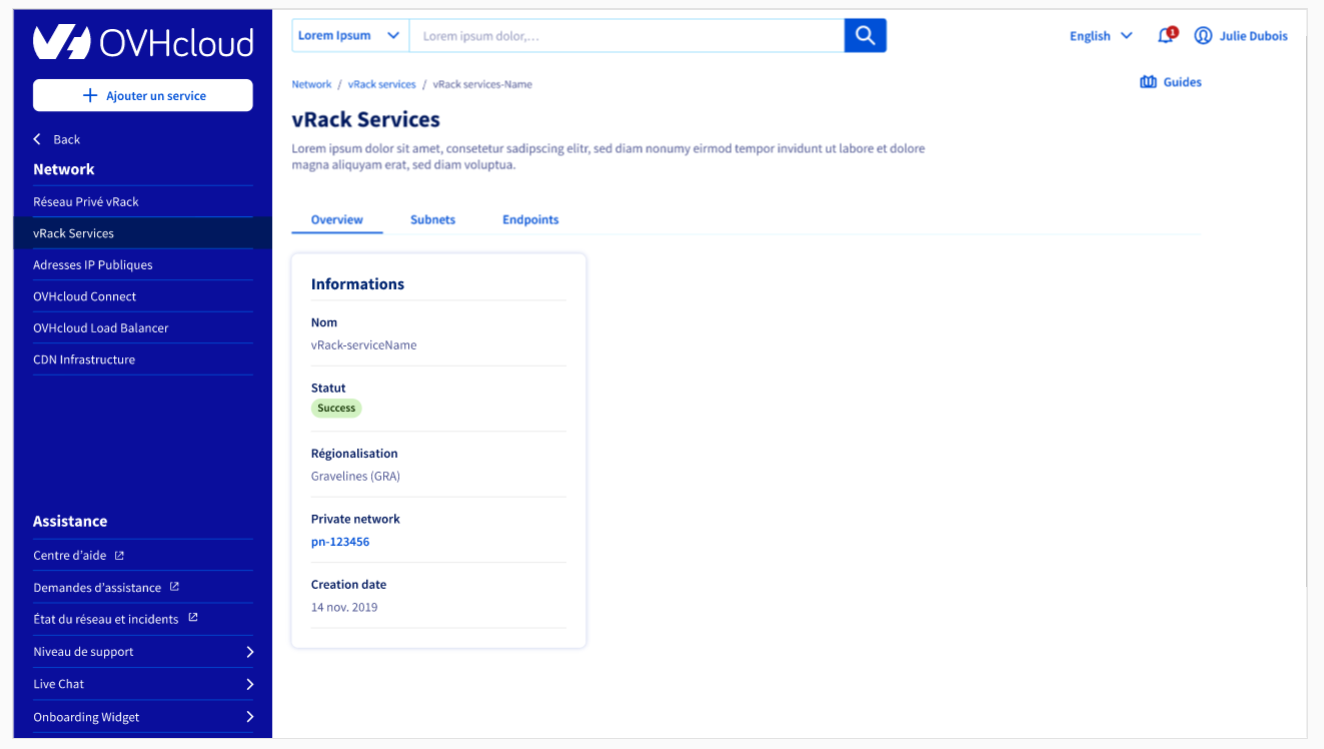 OVHcloud
Ajouter un service
Back
Network
Réseau Privé vRack
vRack Services
Adresses IP Publiques
OVHcloud Connect
OVHcloud Load Balancer
CDN Infrastructure
Assistance
Centre d'aide
Demandes d'assistance
État du réseau et incidents
Niveau de support
Live Chat
Onboarding Widget
Lorem Ipsum
Lorem ipsum dolor,...
English
1
Julie Dubois
Network / vRack services / vRack services-Name
Guides
vRack Services
Lorem ipsum dolor sit amet, consetetur sadipscing elitr, sed diam nonumy eirmod tempor invidunt ut labore et dolore
magna aliquyam erat, sed diam voluptua.
Overview Subnets Endpoints
Informations
Nom
vRack-serviceName
Statut
Success
Régionalisation
Gravelines (GRA)
Private network
pn-123456
Creation date
14 nov. 2019